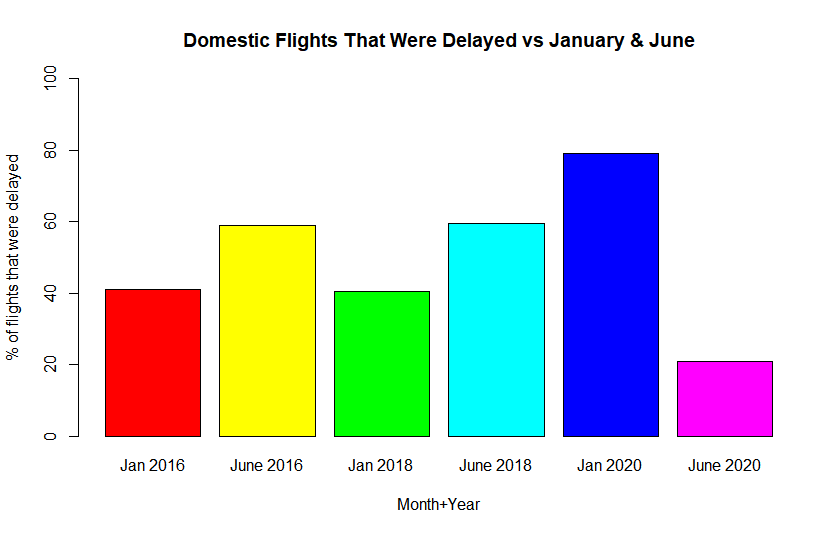 Domestic Flights That Were Delayed vs January & June
% of flights that were delayed
100
80
60
40
20
0
Jan 2016
June 2016
Jan 2018
June 2018
Jan 2020
June 2020
Month+Year